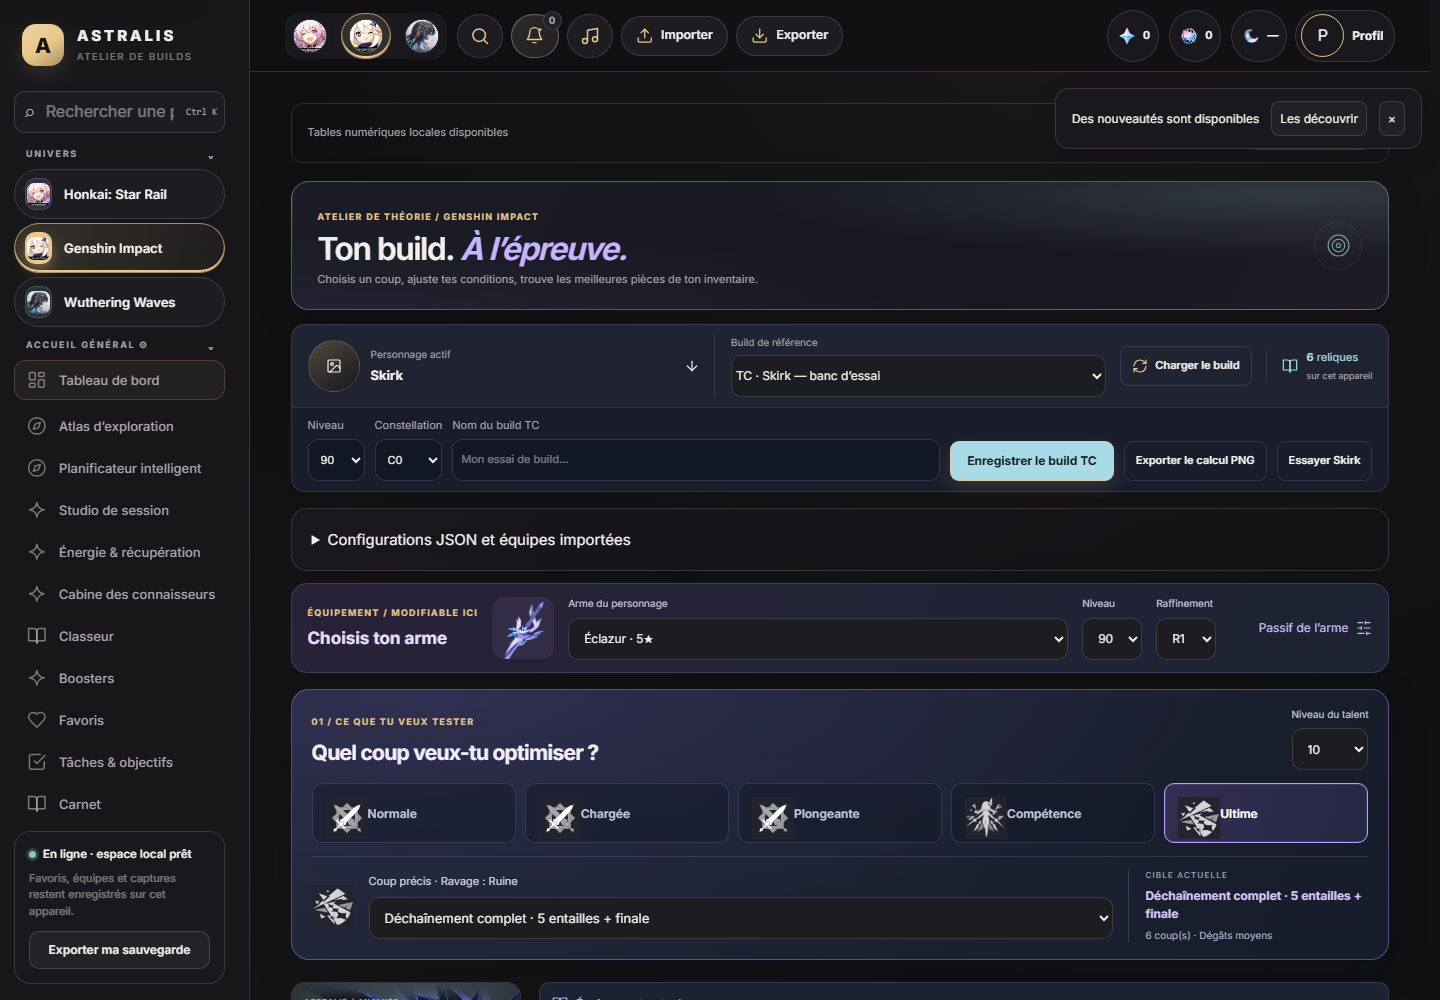 A
ASTRALIS
ATELIER DE BUILDS
Ctrl K
UNIVERS
Honkai: Star Rail
Genshin Impact
Wuthering Waves
ACCUEIL GÉNÉRAL
Tableau de bord
Atlas d'exploration
Planificateur intelligent
Studio de session
Énergie & récupération
Cabine des connaisseurs
Classeur
Boosters
Favoris
Tâches & objectifs
Carnet
En ligne · espace local prêt
Favoris, équipes et captures
restent enregistrés sur cet
appareil.
Exporter ma sauvegarde
Rechercher une
0
Importer
Exporter
0
0
—
P
Profil
Des nouveautés sont disponibles
Les découvrir
×
Tables numériques locales disponibles
ATELIER DE THÉORIE / GENSHIN IMPACT
Ton build. À l'épreuve.
Choisis un coup, ajuste tes conditions, trouve les meilleures pièces de ton inventaire.
Personnage actif
Skirk
Build de référence
TC · Skirk — banc d'essai
Charger le build
6 reliques
sur cet appareil
Niveau
90
Constellation
C0
Nom du build TC
Mon essai de build...
Enregistrer le build TC
Exporter le calcul PNG
Essayer Skirk
Configurations JSON et équipes importées
ÉQUIPEMENT / MODIFIABLE ICI
Choisis ton arme
Arme du personnage
Éclazur · 5★
Niveau
90
Raffinement
R1
Passif de l'arme
01 / CE QUE TU VEUX TESTER
Quel coup veux-tu optimiser ?
Niveau du talent
10
Normale
Chargée
Plongeante
Compétence
Ultime
Coup précis · Ravage : Ruine
Déchaînement complet · 5 entailles + finale
CIBLE ACTUELLE
Déchaînement complet · 5 entailles +
finale
6 coup(s) · Dégâts moyens